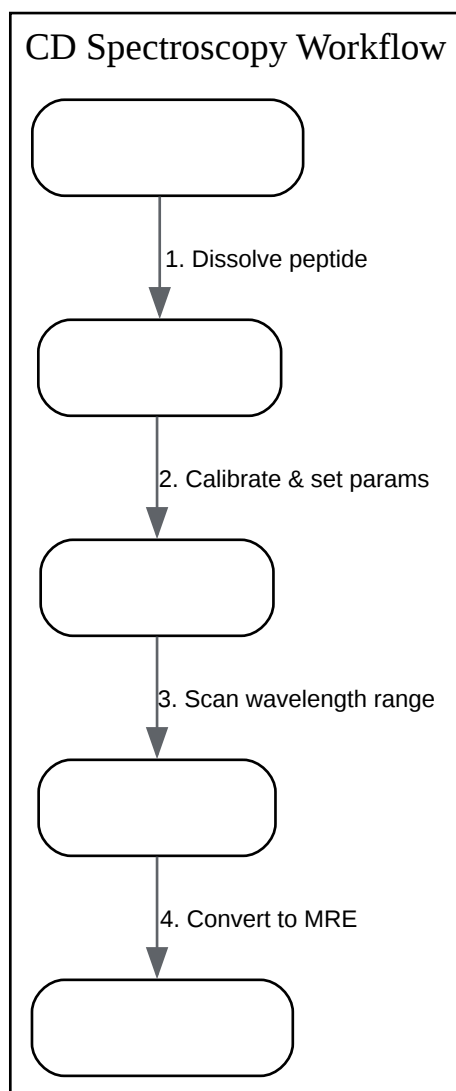 CD Spectroscopy Workflow
1. Dissolve peptide
2. Calibrate & set params
3. Scan wavelength range
4. Convert to MRE